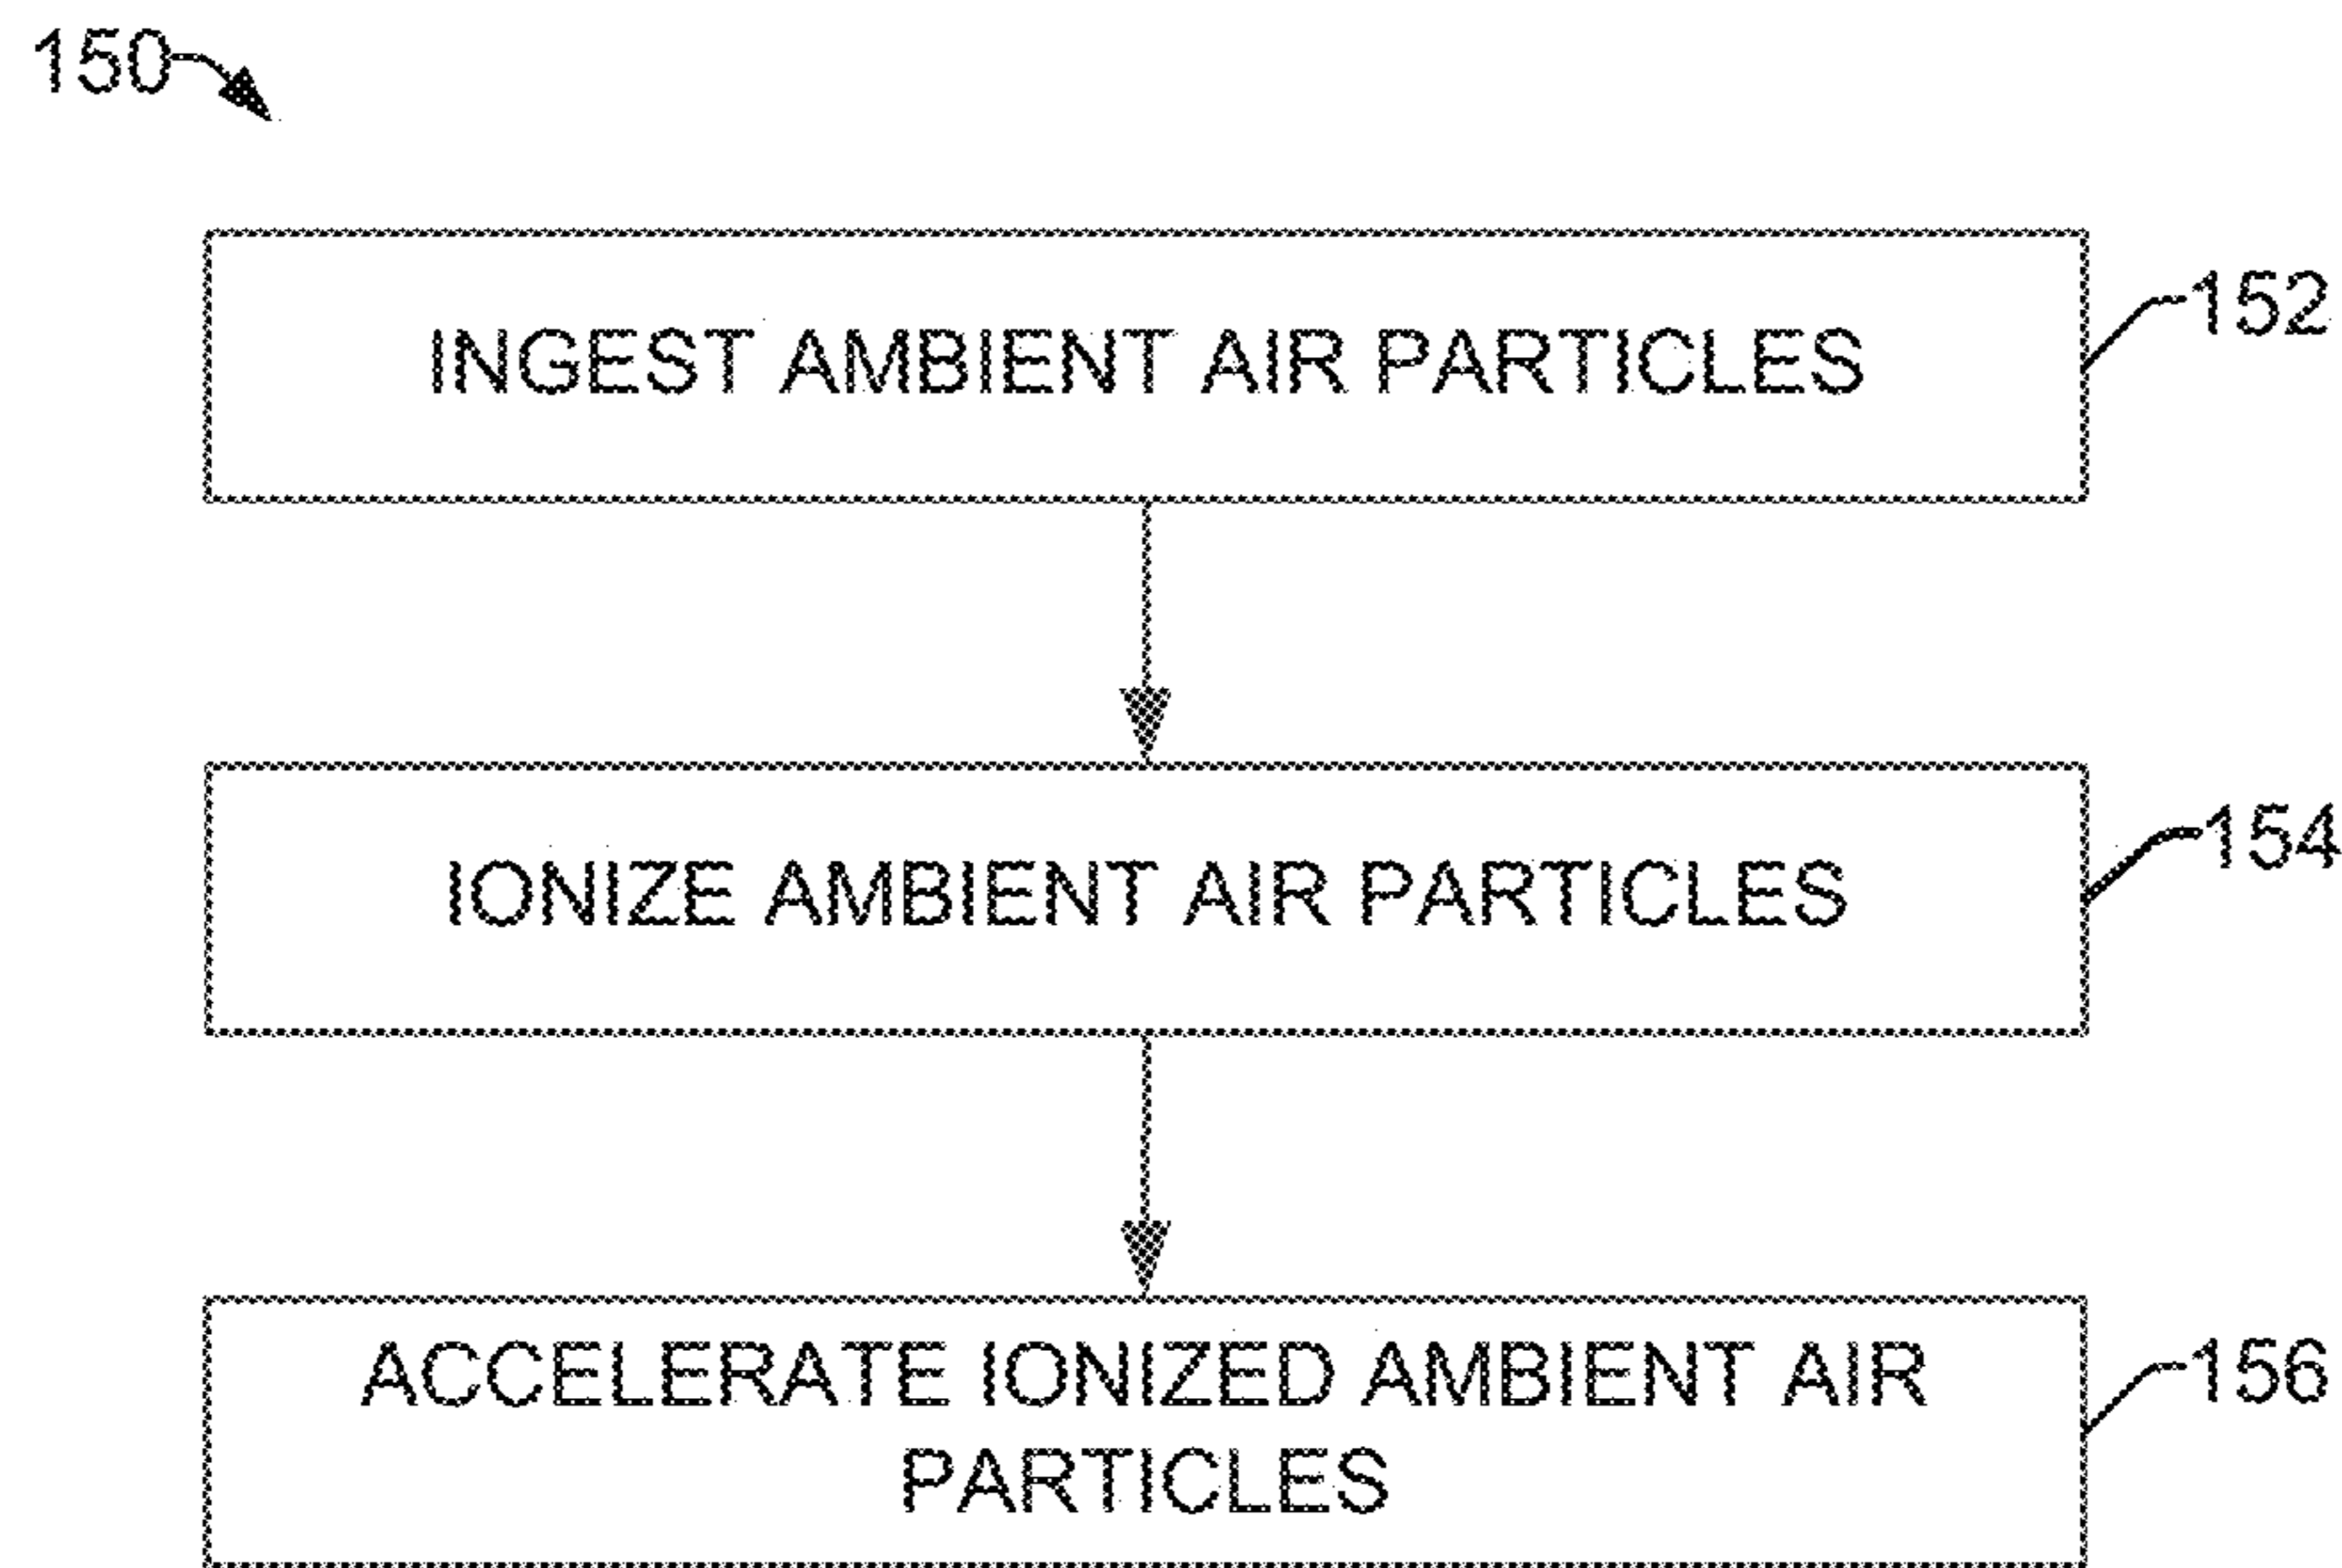 150
INGEST AMBIENT AIR PARTICLES
152
IONIZE AMBIENT AIR PARTICLES
154
ACCELERATE IONIZED AMBIENT AIR
PARTICLES
156